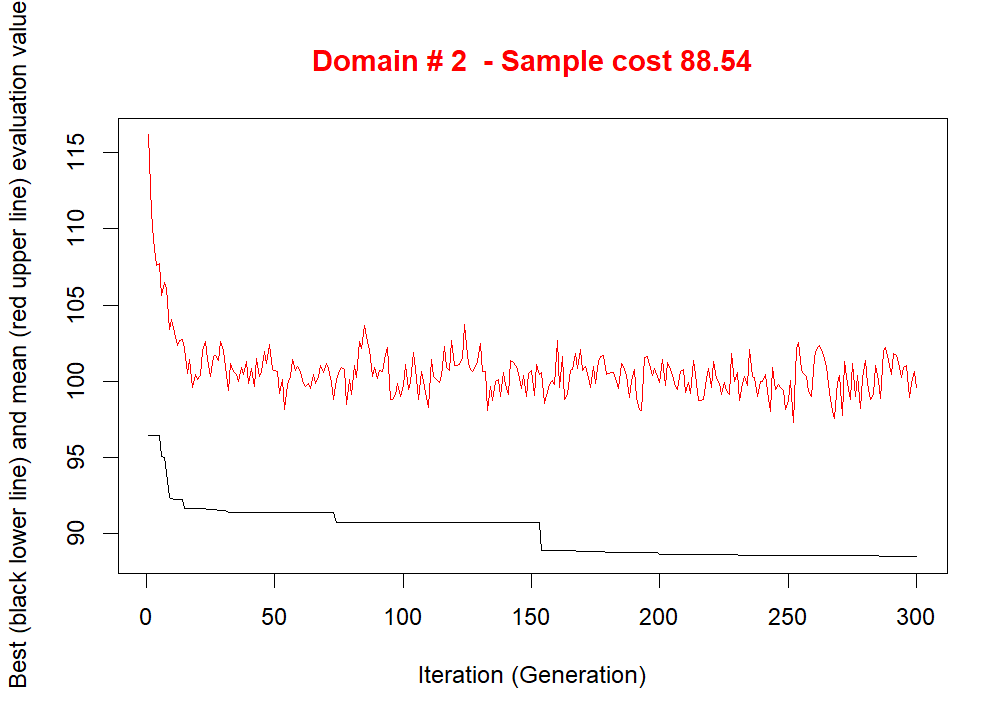 Domain # 2  - Sample cost 88.54
Best (black lower line) and mean (red upper line) evaluation value
115
110
105
100
95
90
0 50 100 150 200 250 300
Iteration (Generation)